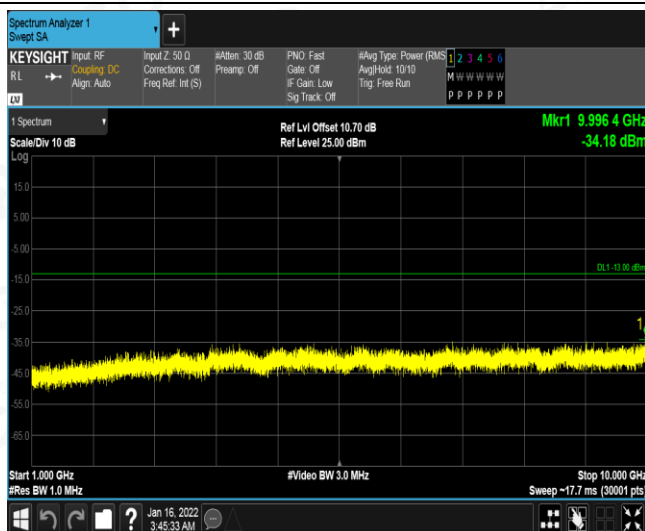 Spectrum Analyzer 1
Swept SA
+
KEYSIGHT
RL
LXI
Input: RF
Coupling: DC
Align: Auto
Input Z: 50 Ω
Corrections: Off
Freq Ref: Int (S)
#Atten: 30 dB
Preamp: Off
PNO: Fast
Gate: Off
IF Gain: Low
Sig Track: Off
#Avg Type: Power (RMS
Avg|Hold: 10/10
Trig: Free Run
1 2 3 4 5 6
M W W W W W
P P P P P P
1 Spectrum
Scale/Div 10 dB
Log
Ref Lvl Offset 10.70 dB
Ref Level 25.00 dBm
Mkr1 9.996 4 GHz
-34.18 dBm
15.0
5.00
-5.00
DL1 -13.00 dBm
-15.0
-25.0
1
-35.0
-45.0
-55.0
-65.0
Start 1.000 GHz
#Video BW 3.0 MHz
Stop 10.000 GHz
#Res BW 1.0 MHz
Sweep ~17.7 ms (30001 pts)
?
Jan 16, 2022
3:45:33 AM